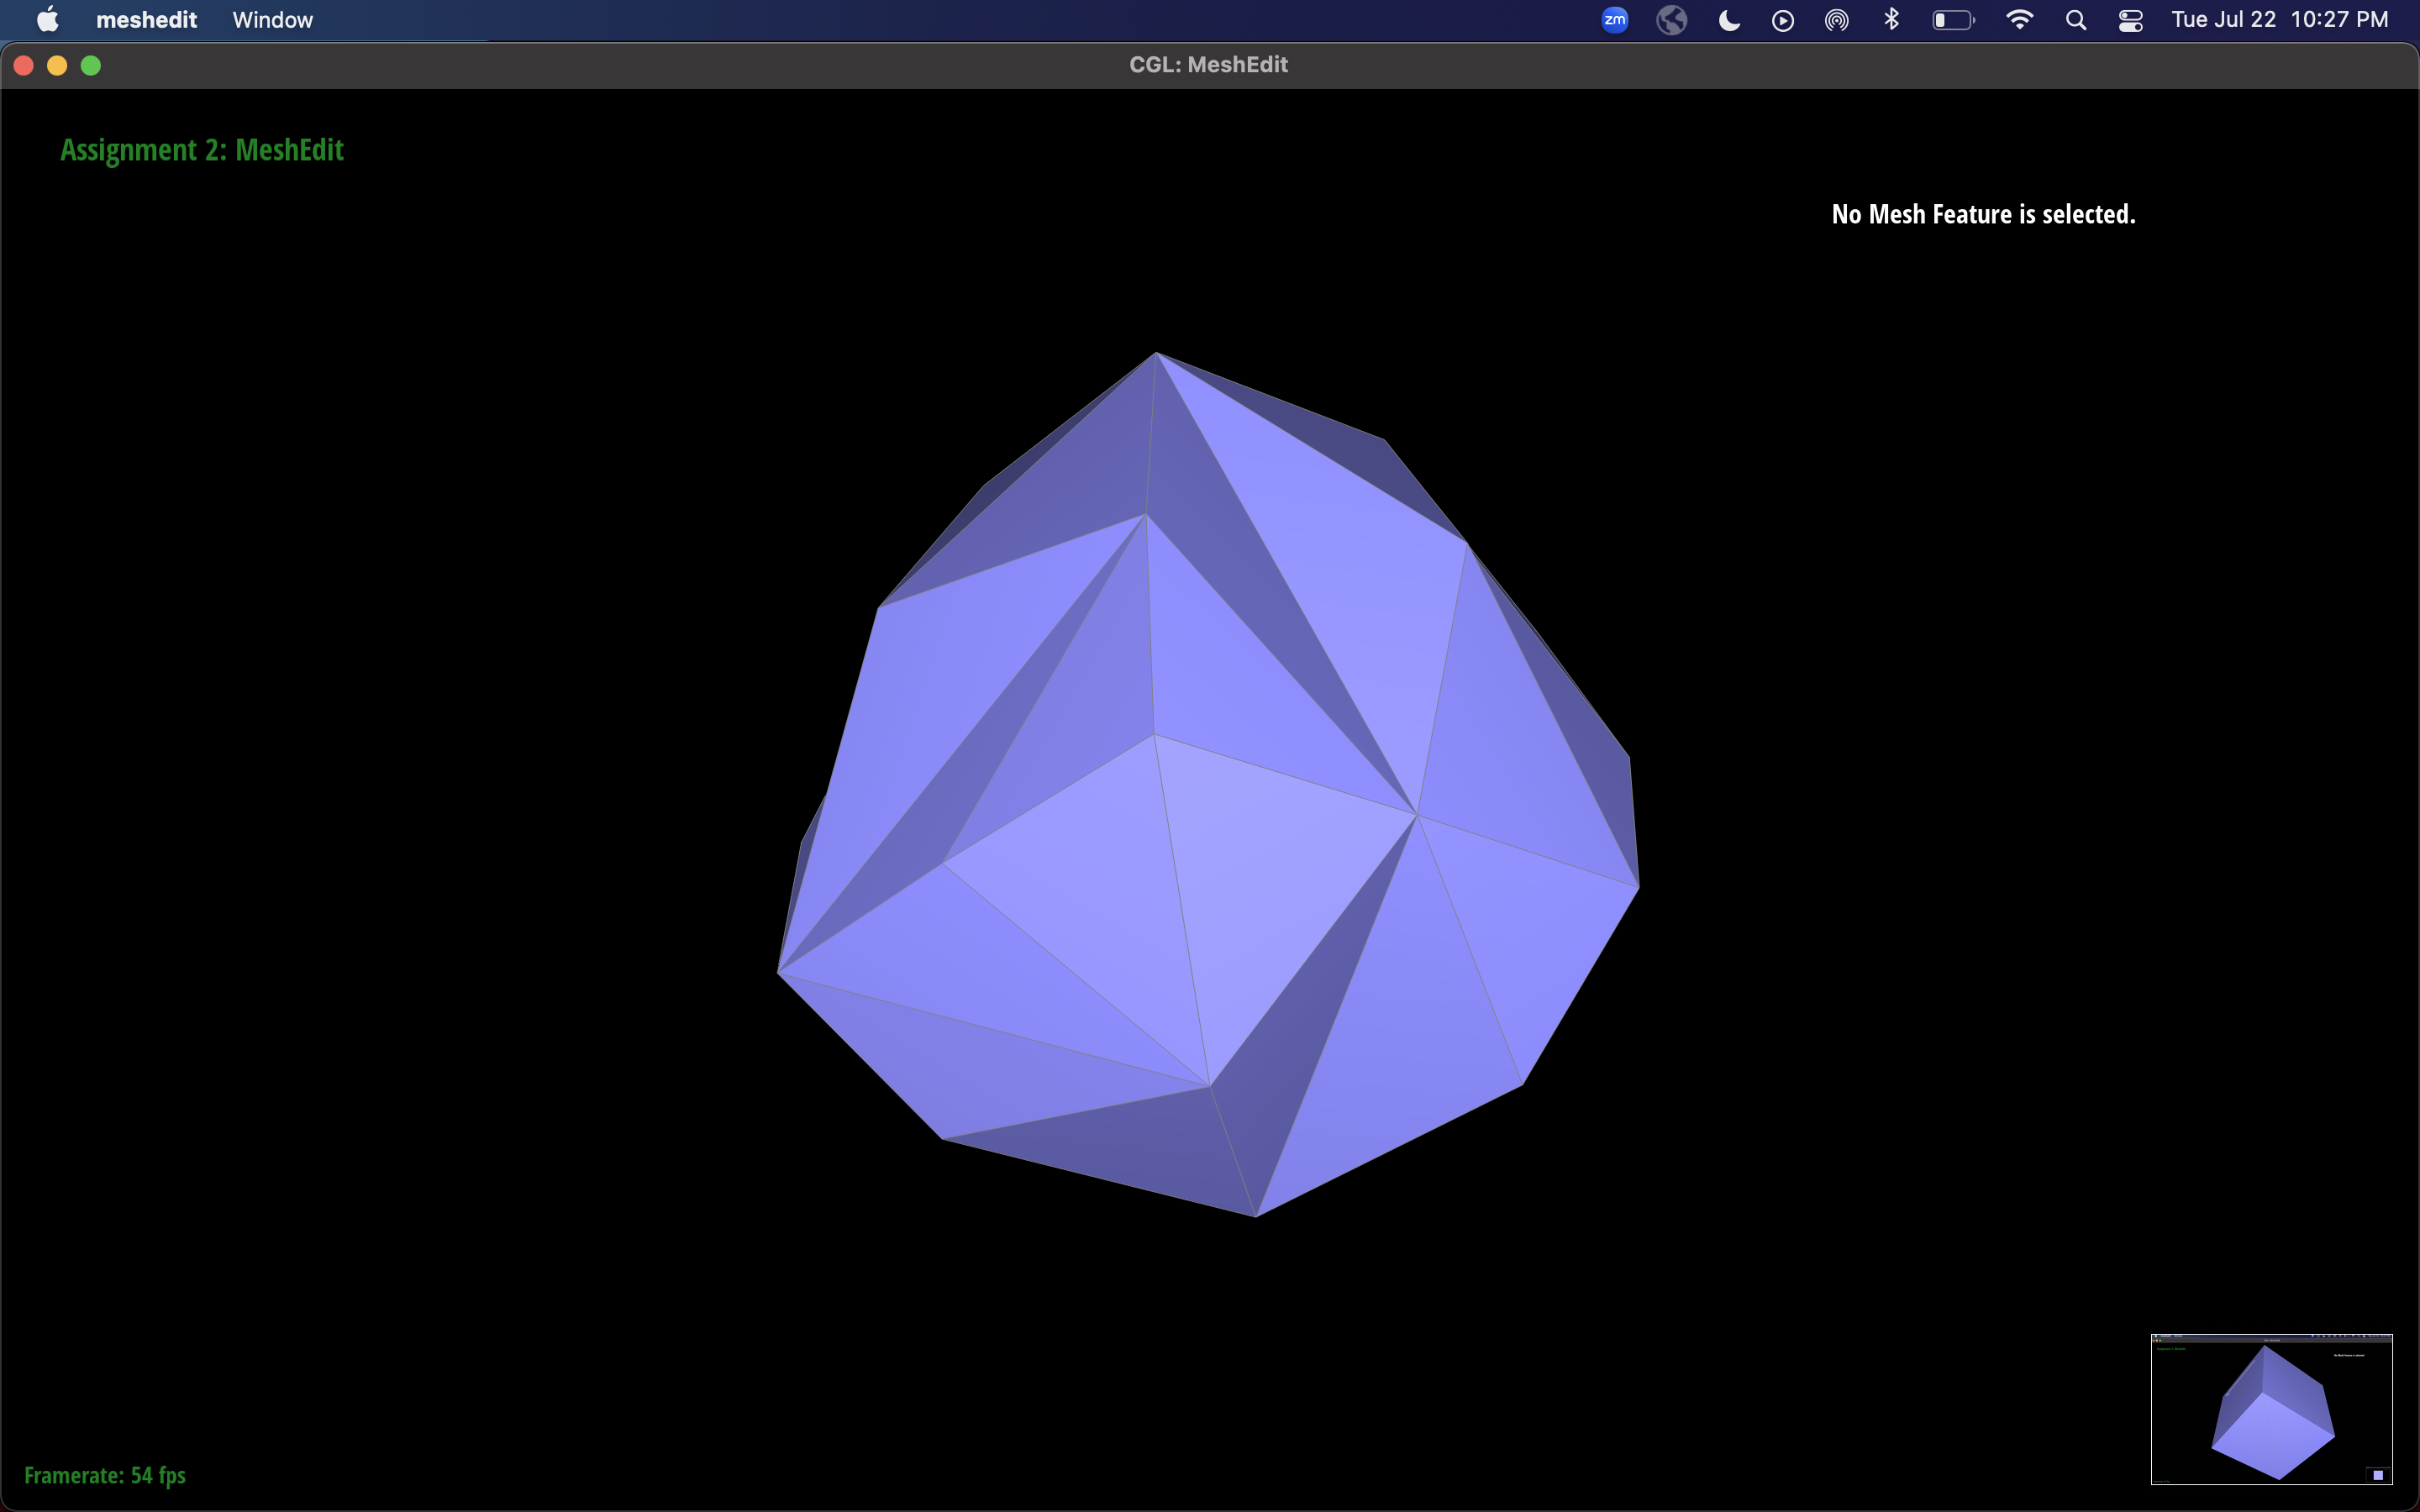 meshedit Window zm Tue Jul 22 10:27 PM
CGL: MeshEdit
Assignment 2: MeshEdit
No Mesh Feature is selected.
Framerate: 54 fps